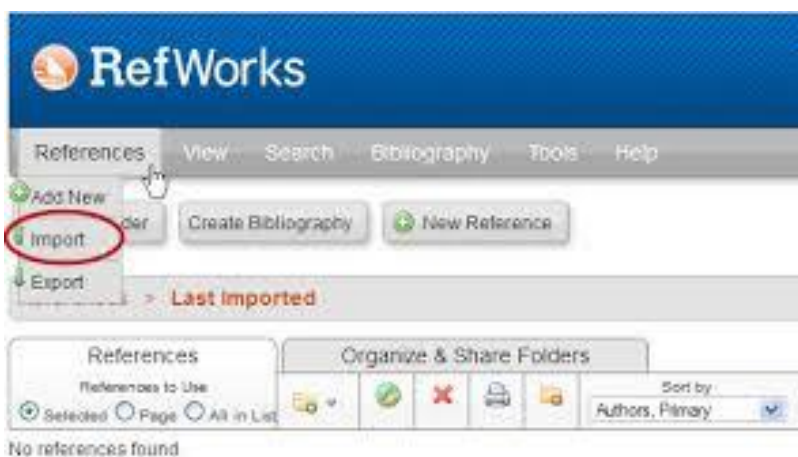 RefWorks
References View Search Bibliography Tools Help
Add New
der Create Bibliography New Reference
Import
Export
> Last Imported
References Organize & Share Folders
References to Use Sort by
Selected Page All in List Authors, Primary
No references found